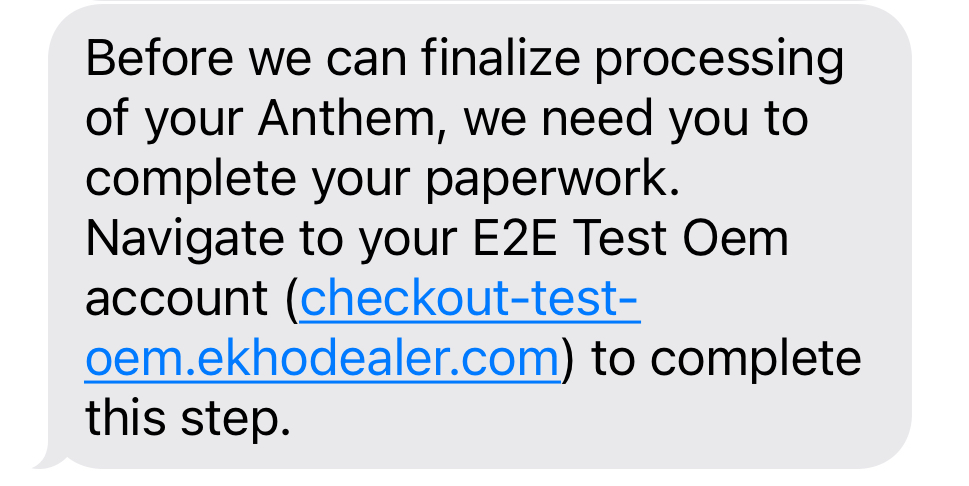 Before we can finalize processing
of your Anthem, we need you to
complete your paperwork.
Navigate to your E2E Test Oem
account (checkout-test-
oem.ekhodealer.com) to complete
this step.